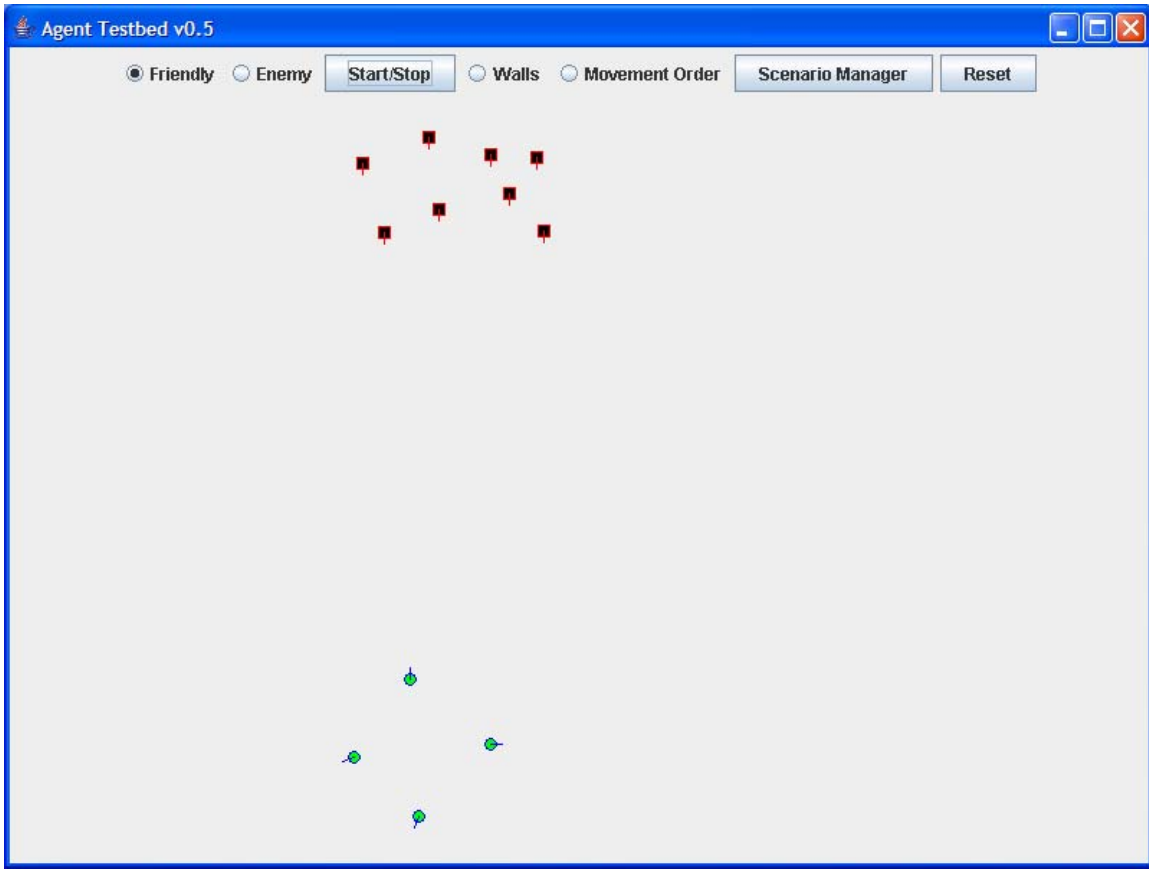 Agent Testbed v0.5
Friendly Enemy Start/Stop Walls Movement Order Scenario Manager Reset